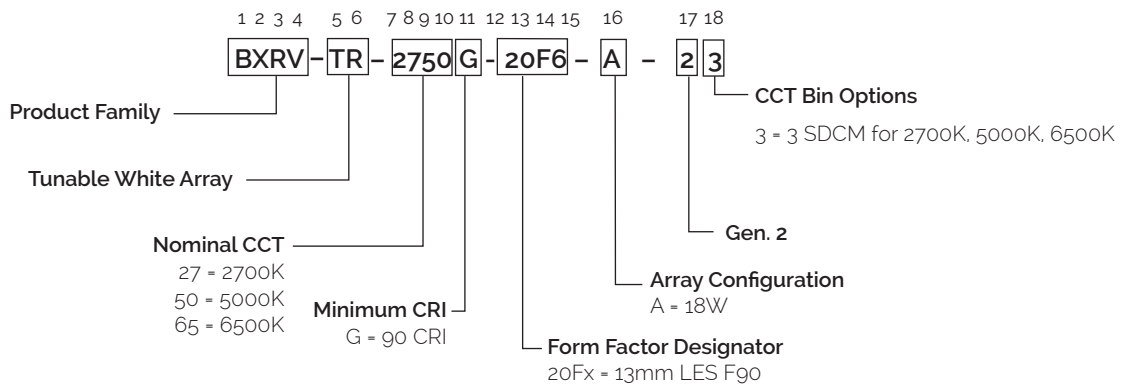 1 2 3 4 5 6 7 8 9 10 11 12 13 14 15 16 17 18
BXRV – TR – 2750 G - 20F6 – A – 2 3
CCT Bin Options
3 = 3 SDCM for 2700K, 5000K, 6500K
Product Family
Tunable White Array
Gen. 2
Nominal CCT
27 = 2700K
50 = 5000K
65 = 6500K
Array Configuration
A = 18W
Minimum CRI
G = 90 CRI
Form Factor Designator
20Fx = 13mm LES F90